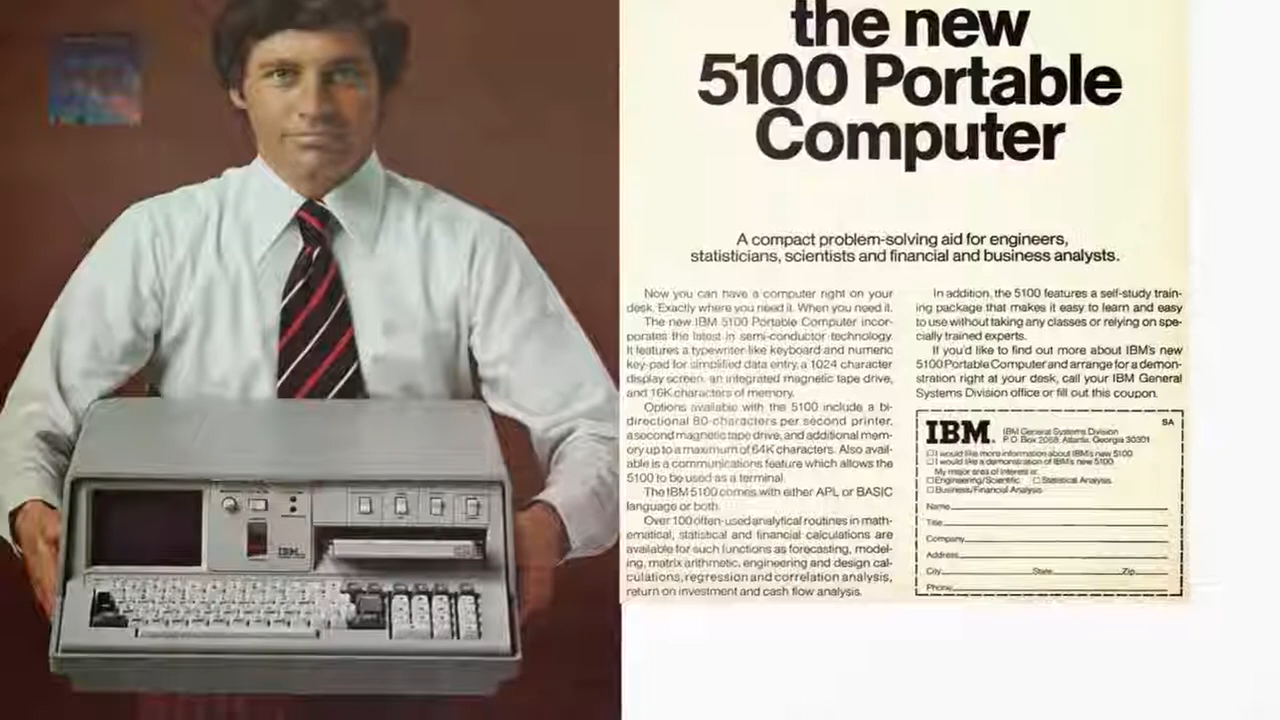 the new
5100 Portable
Computer
A compact problem-solving aid for engineers,
statisticians, scientists and financial and business analysts.
Now you can have a computer right on your
desk. Exactly where you need it. When you need it.
The new IBM 5100 Portable Computer incor-
porates the latest in semi-conductor technology.
It features a typewriter-like keyboard and numeric
key-pad for simplified data entry, a 1024 character
display screen, an integrated magnetic tape drive,
and 16K characters of memory.
Options available with the 5100 include a bi-
directional 80-characters per second printer,
a second magnetic tape drive, and additional mem-
ory up to a maximum of 64K characters. Also avail-
able is a communications feature which allows the
5100 to be used as a terminal.
The IBM 5100 comes with either APL or BASIC
language or both.
Over 100 often-used analytical routines in math-
ematical, statistical and financial calculations are
available for such functions as forecasting, model-
ing, matrix arithmetic, engineering and design cal-
culations, regression and correlation analysis,
return on investment and cash flow analysis.
In addition, the 5100 features a self-study train-
ing package that makes it easy to learn and easy
to use without taking any classes or relying on spe-
cially trained experts.
If you'd like to find out more about IBM's new
5100 Portable Computer and arrange for a demon-
stration right at your desk, call your IBM General
Systems Division office or fill out this coupon.
SA
IBM. IBM General Systems Division
P.O. Box 2068, Atlanta, Georgia 30301
I would like more information about IBM's new 5100
I would like a demonstration of IBM's new 5100
My major area of interest is:
Engineering/Scientific Statistical Analysis
Business/Financial Analysis
Name
Title
Company
Address
City State Zip
Phone
IBM